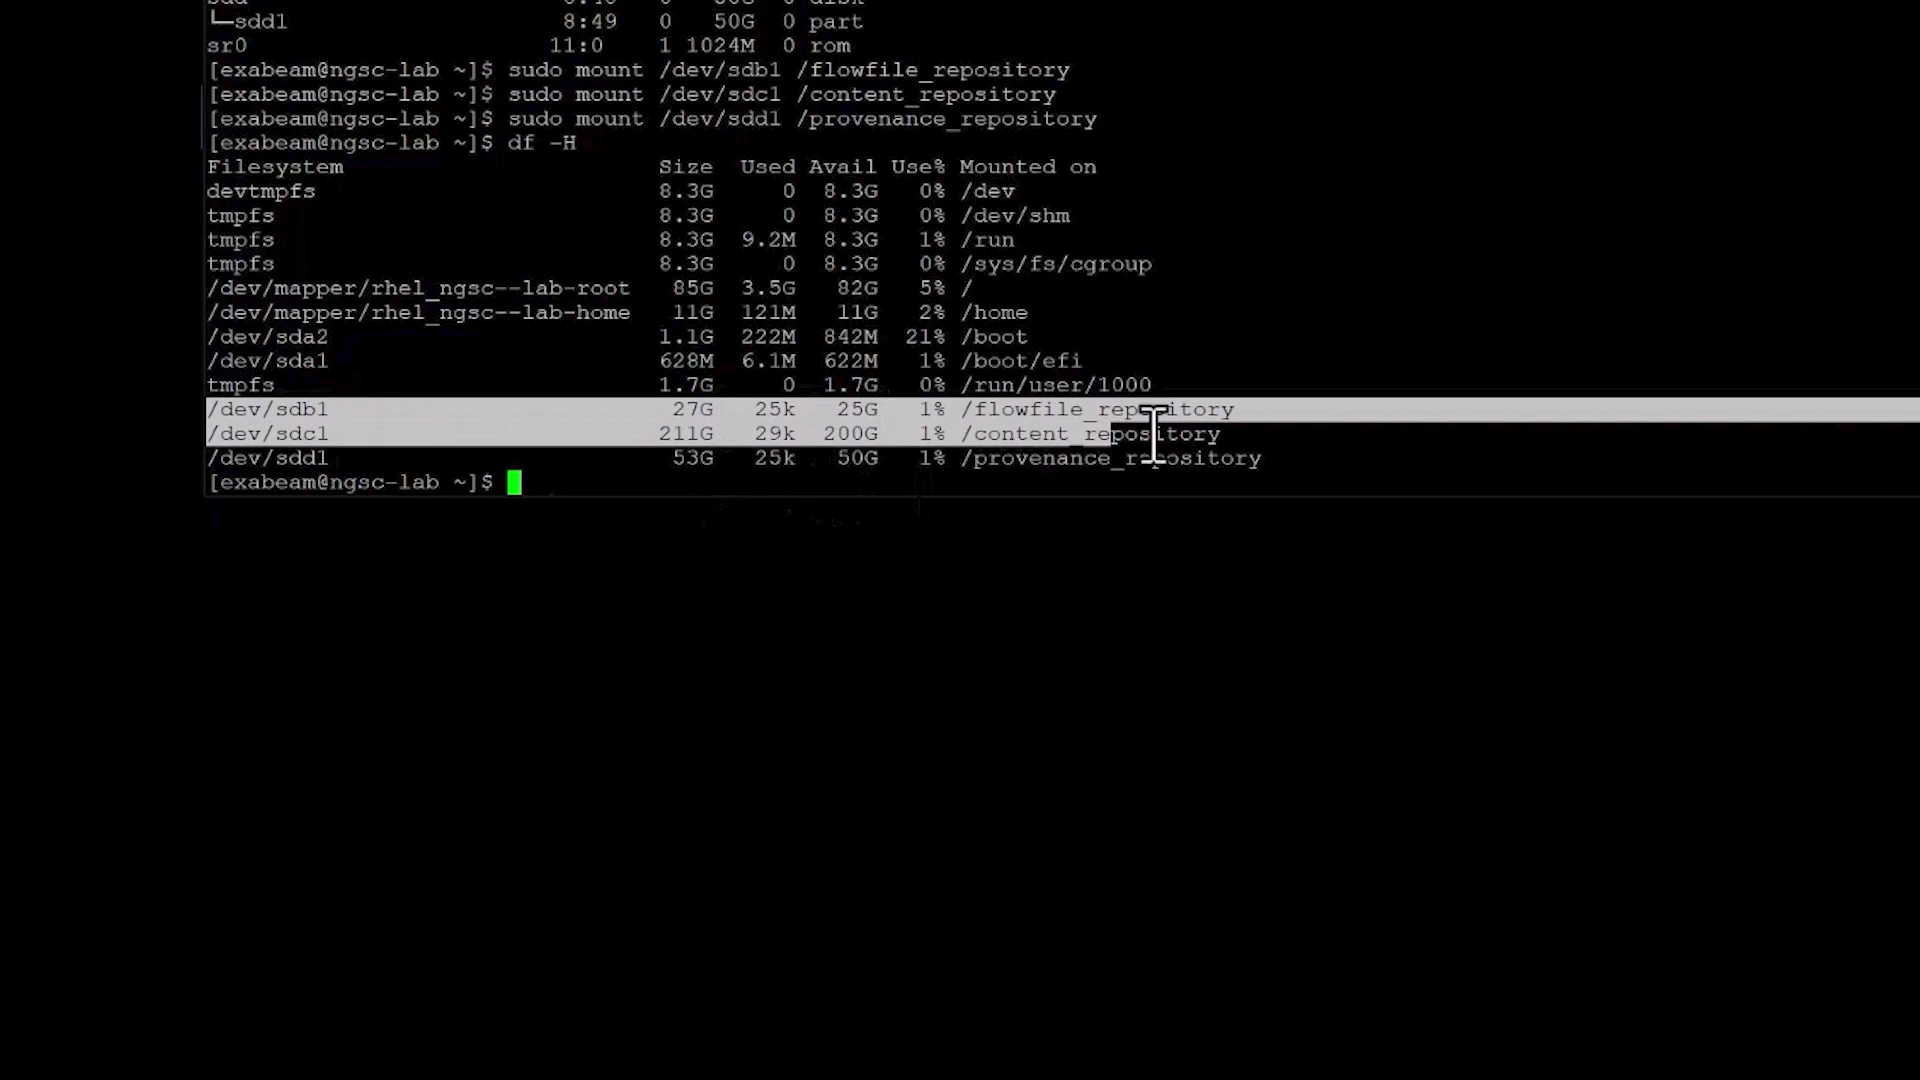 └─sdd1 8:49 0 50G 0 part
sr0 11:0 1 1024M 0 rom
[exabeam@ngsc-lab ~]$ sudo mount /dev/sdb1 /flowfile_repository
[exabeam@ngsc-lab ~]$ sudo mount /dev/sdc1 /content_repository
[exabeam@ngsc-lab ~]$ sudo mount /dev/sdd1 /provenance_repository
[exabeam@ngsc-lab ~]$ df -H
Filesystem Size Used Avail Use% Mounted on
devtmpfs 8.3G 0 8.3G 0% /dev
tmpfs 8.3G 0 8.3G 0% /dev/shm
tmpfs 8.3G 9.2M 8.3G 1% /run
tmpfs 8.3G 0 8.3G 0% /sys/fs/cgroup
/dev/mapper/rhel_ngsc--lab-root 85G 3.5G 82G 5% /
/dev/mapper/rhel_ngsc--lab-home 11G 121M 11G 2% /home
/dev/sda2 1.1G 222M 842M 21% /boot
/dev/sda1 628M 6.1M 622M 1% /boot/efi
tmpfs 1.7G 0 1.7G 0% /run/user/1000
/dev/sdb1 27G 25k 25G 1% /flowfile_repository
/dev/sdc1 211G 29k 200G 1% /content_repository
/dev/sdd1 53G 25k 50G 1% /provenance_repository
[exabeam@ngsc-lab ~]$